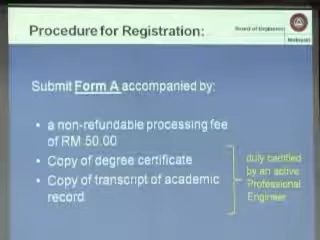 Procedure for Registration:
Board of Engineers
Malaysia
Submit Form A accompanied by:
• a non-refundable processing fee
of RM 50.00
• Copy of degree certificate
• Copy of transcript of academic
record
duly certified
by an active
Professional
Engineer